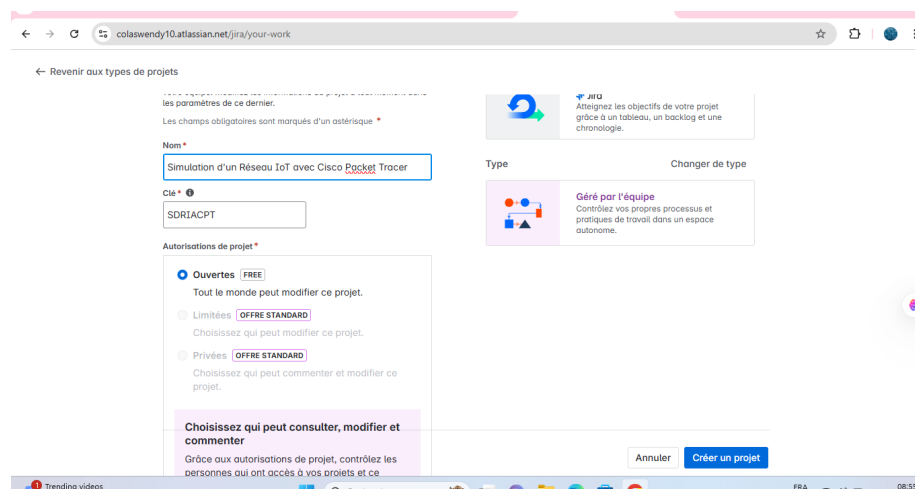 colaswendy10.atlassian.net/jira/your-work
← Revenir aux types de projets
les paramètres de ce dernier.
Les champs obligatoires sont marqués d'un astérisque *
Nom *
Simulation d'un Réseau IoT avec Cisco Packet Tracer
Clé *
SDRIACPT
Autorisations de projet *
Ouvertes FREE
Tout le monde peut modifier ce projet.
Limitées OFFRE STANDARD
Choisissez qui peut modifier ce projet.
Privées OFFRE STANDARD
Choisissez qui peut commenter et modifier ce
projet.
Choisissez qui peut consulter, modifier et
commenter
Grâce aux autorisations de projet, contrôlez les
personnes qui ont accès à vos projets et ce
Jira
Atteignez les objectifs de votre projet
grâce à un tableau, un backlog et une
chronologie.
Type
Changer de type
Géré par l'équipe
Contrôlez vos propres processus et
pratiques de travail dans un espace
autonome.
Annuler
Créer un projet
1
Trending videos
FRA
08:55